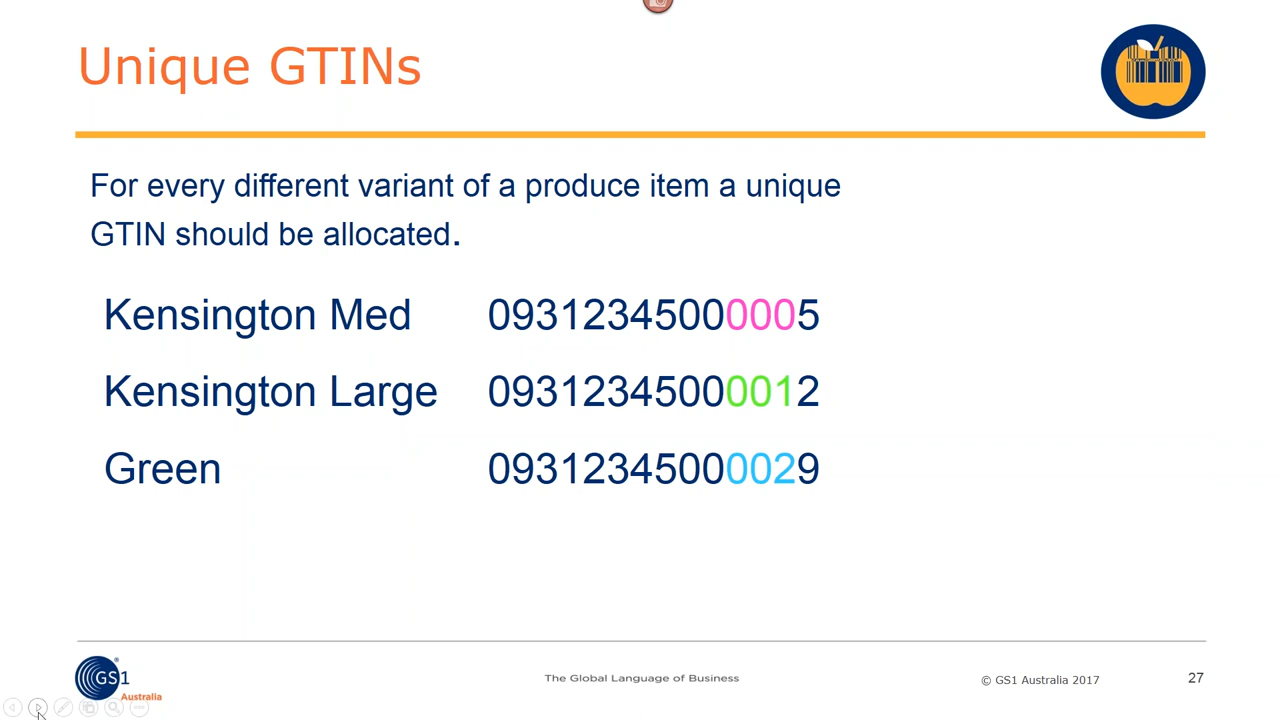 Unique GTINs
For every different variant of a produce item a unique
GTIN should be allocated.
Kensington Med 09312345000005
Kensington Large 09312345000012
Green 09312345000029
GS1
®
Australia
The Global Language of Business
© GS1 Australia 2017
27